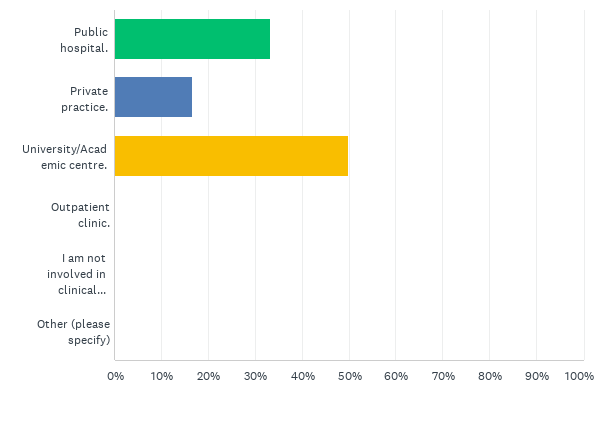 Public
hospital.
Private
practice.
University/Acad
emic centre.
Outpatient
clinic.
I am not
involved in
clinical...
Other (please
specify)
0% 10% 20% 30% 40% 50% 60% 70% 80% 90% 100%